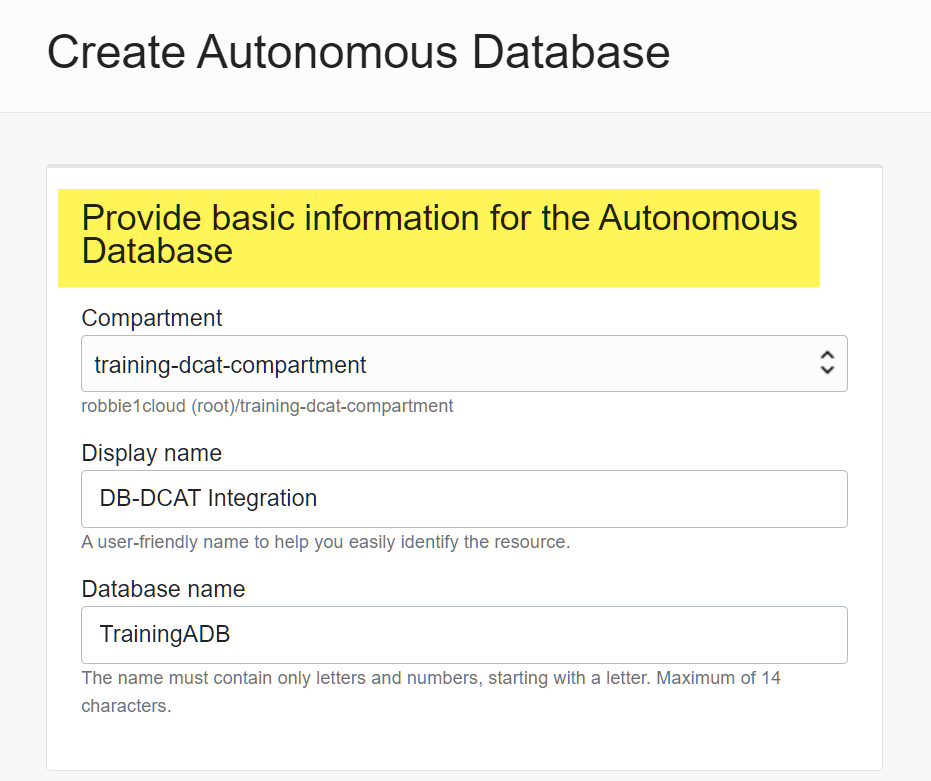 Create Autonomous Database
Provide basic information for the Autonomous
Database
Compartment
training-dcat-compartment
robbie1cloud (root)/training-dcat-compartment
Display name
DB-DCAT Integration
A user-friendly name to help you easily identify the resource.
Database name
TrainingADB
The name must contain only letters and numbers, starting with a letter. Maximum of 14
characters.